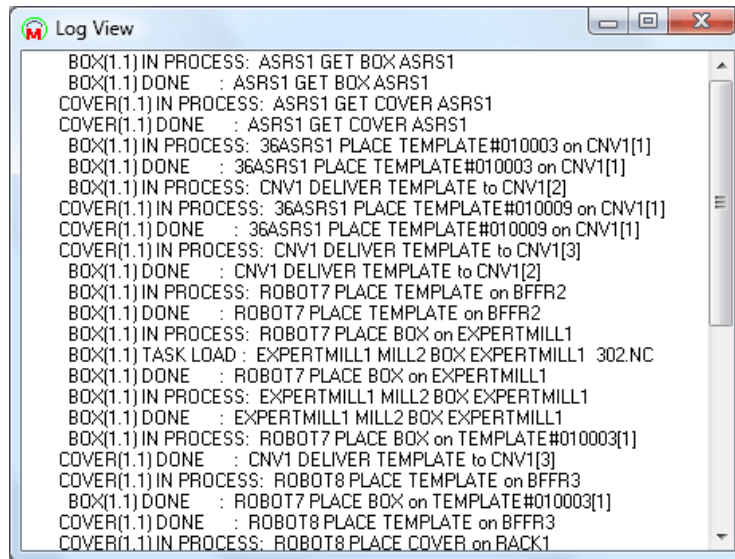 Log View
BOX(1.1) IN PROCESS: ASRS1 GET BOX ASRS1
BOX(1.1) DONE : ASRS1 GET BOX ASRS1
COVER(1.1) IN PROCESS: ASRS1 GET COVER ASRS1
COVER(1.1) DONE : ASRS1 GET COVER ASRS1
BOX(1.1) IN PROCESS: 36ASRS1 PLACE TEMPLATE#010003 on CNV1[1]
BOX(1.1) DONE : 36ASRS1 PLACE TEMPLATE#010003 on CNV1[1]
BOX(1.1) IN PROCESS: CNV1 DELIVER TEMPLATE to CNV1[2]
COVER(1.1) IN PROCESS: 36ASRS1 PLACE TEMPLATE#010009 on CNV1[1]
COVER(1.1) DONE : 36ASRS1 PLACE TEMPLATE#010009 on CNV1[1]
COVER(1.1) IN PROCESS: CNV1 DELIVER TEMPLATE to CNV1[3]
BOX(1.1) DONE : CNV1 DELIVER TEMPLATE to CNV1[2]
BOX(1.1) IN PROCESS: ROBOT7 PLACE TEMPLATE on BFFR2
BOX(1.1) DONE : ROBOT7 PLACE TEMPLATE on BFFR2
BOX(1.1) IN PROCESS: ROBOT7 PLACE BOX on EXPERTMILL1
BOX(1.1) TASK LOAD : EXPERTMILL1 MILL2 BOX EXPERTMILL1 302.NC
BOX(1.1) DONE : ROBOT7 PLACE BOX on EXPERTMILL1
BOX(1.1) IN PROCESS: EXPERTMILL1 MILL2 BOX EXPERTMILL1
BOX(1.1) DONE : EXPERTMILL1 MILL2 BOX EXPERTMILL1
BOX(1.1) IN PROCESS: ROBOT7 PLACE BOX on TEMPLATE#010003[1]
COVER(1.1) DONE : CNV1 DELIVER TEMPLATE to CNV1[3]
COVER(1.1) IN PROCESS: ROBOT8 PLACE TEMPLATE on BFFR3
BOX(1.1) DONE : ROBOT7 PLACE BOX on TEMPLATE#010003[1]
COVER(1.1) DONE : ROBOT8 PLACE TEMPLATE on BFFR3
COVER(1.1) IN PROCESS: ROBOT8 PLACE COVER on RACK1